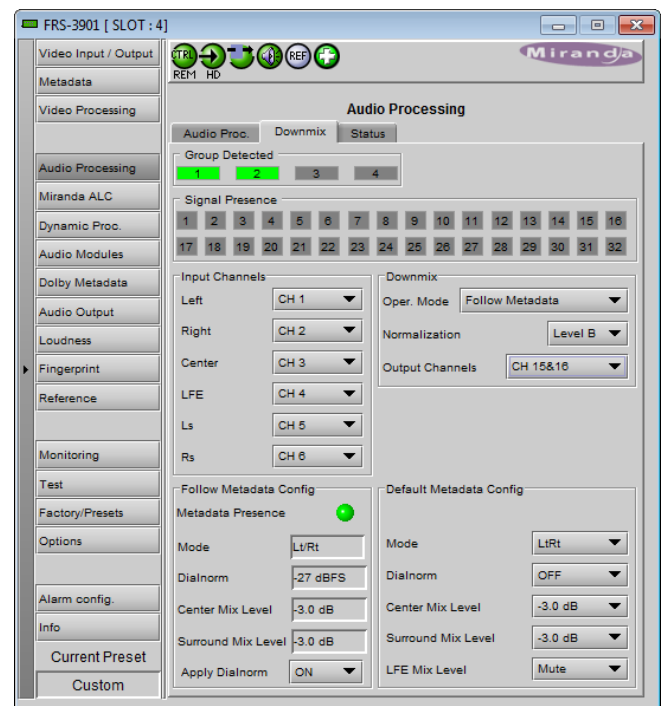 FRS-3901 [ SLOT : 4]
Video Input / Output
Metadata
Video Processing
Audio Processing
Miranda ALC
Dynamic Proc.
Audio Modules
Dolby Metadata
Audio Output
Loudness
Fingerprint
Reference
Monitoring
Test
Factory/Presets
Options
Alarm config.
Info
Current Preset
Custom
CTRL REF
REM HD
Miranda
Audio Processing
Audio Proc. Downmix Status
Group Detected
1 2 3 4
Signal Presence
1 2 3 4 5 6 7 8 9 10 11 12 13 14 15 16
17 18 19 20 21 22 23 24 25 26 27 28 29 30 31 32
Input Channels
Left CH 1
Right CH 2
Center CH 3
LFE CH 4
Ls CH 5
Rs CH 6
Downmix
Oper. Mode Follow Metadata
Normalization Level B
Output Channels CH 15&16
Follow Metadata Config
Metadata Presence
Mode Lt/Rt
Dialnorm -27 dBFS
Center Mix Level -3.0 dB
Surround Mix Level -3.0 dB
Apply Dialnorm ON
Default Metadata Config
Mode LtRt
Dialnorm OFF
Center Mix Level -3.0 dB
Surround Mix Level -3.0 dB
LFE Mix Level Mute